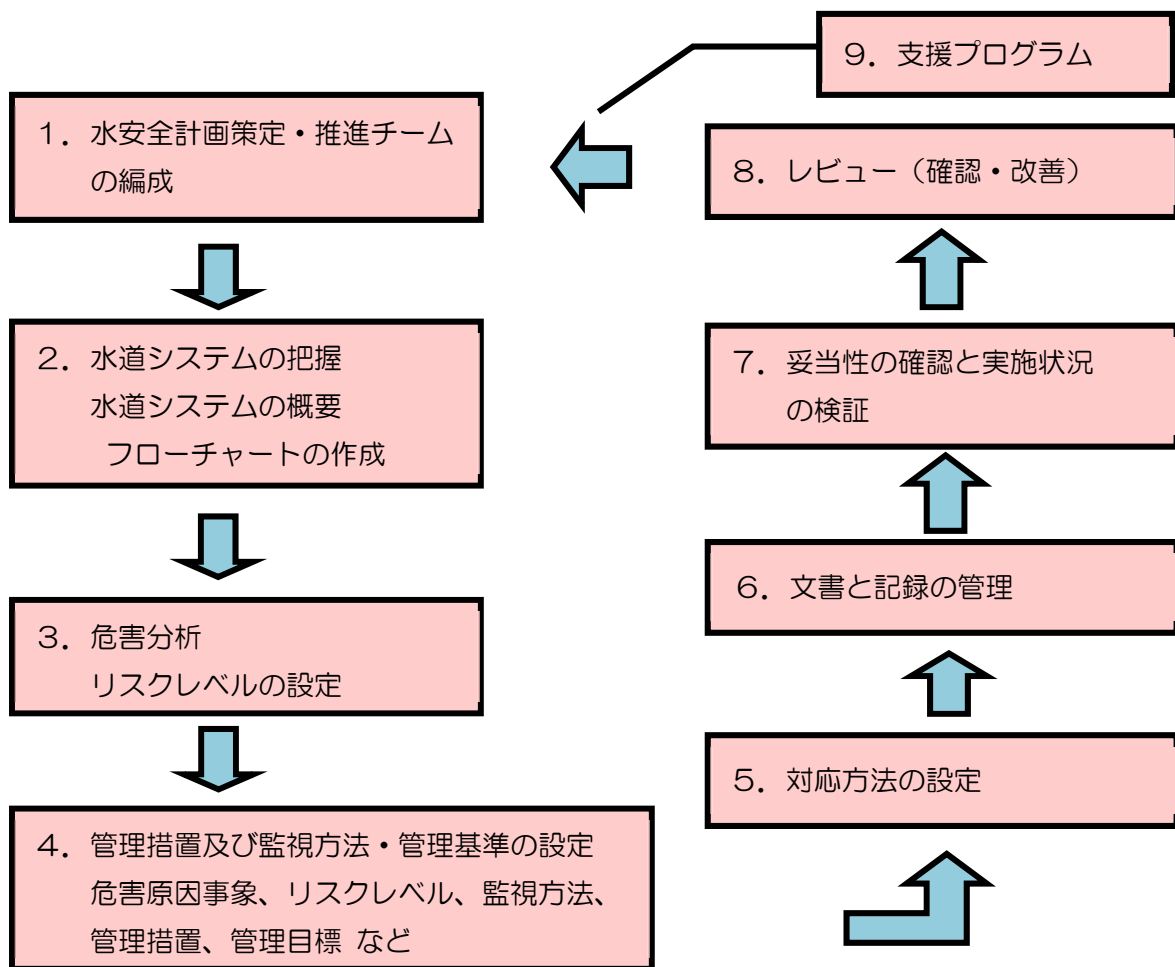 1．水安全計画策定・推進チーム
の編成
2．水道システムの把握
水道システムの概要
フローチャートの作成
3．危害分析
リスクレベルの設定
4．管理措置及び監視方法・管理基準の設定
危害原因事象、リスクレベル、監視方法、
管理措置、管理目標 など
5．対応方法の設定
6．文書と記録の管理
7．妥当性の確認と実施状況
の検証
8．レビュー（確認・改善）
9．支援プログラム